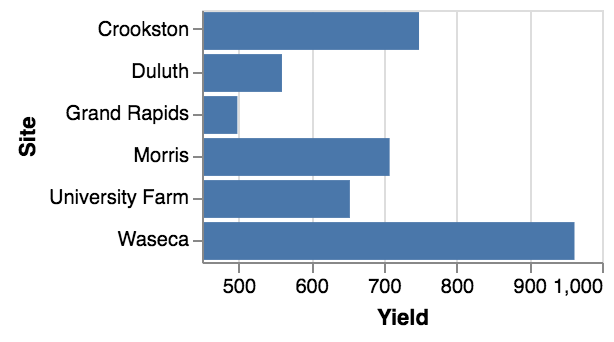 Crookston
Duluth
Grand Rapids
Morris
University Farm
Waseca
Site
500 600 700 800 900 1,000
Yield